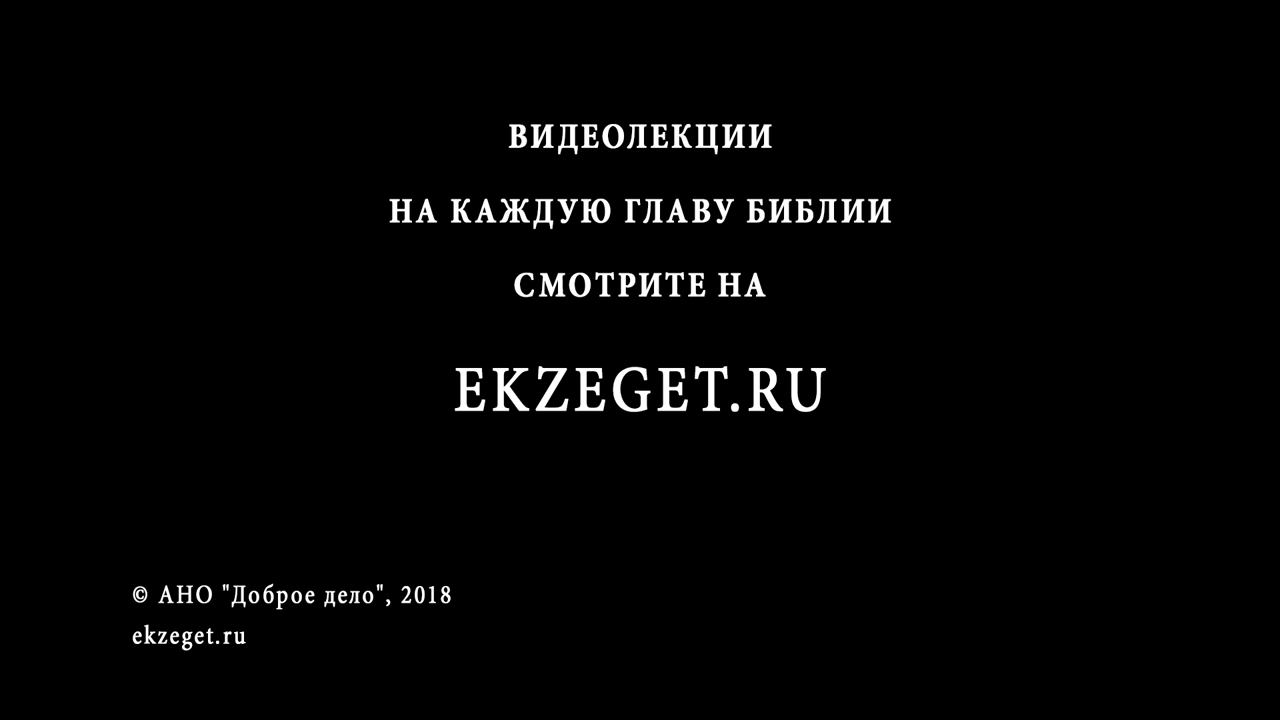 ВИДЕОЛЕКЦИИ
НА КАЖДУЮ ГЛАВУ БИБЛИИ
СМОТРИТЕ НА
EKZEGET.RU
© АНО "Доброе дело", 2018
ekzeget.ru